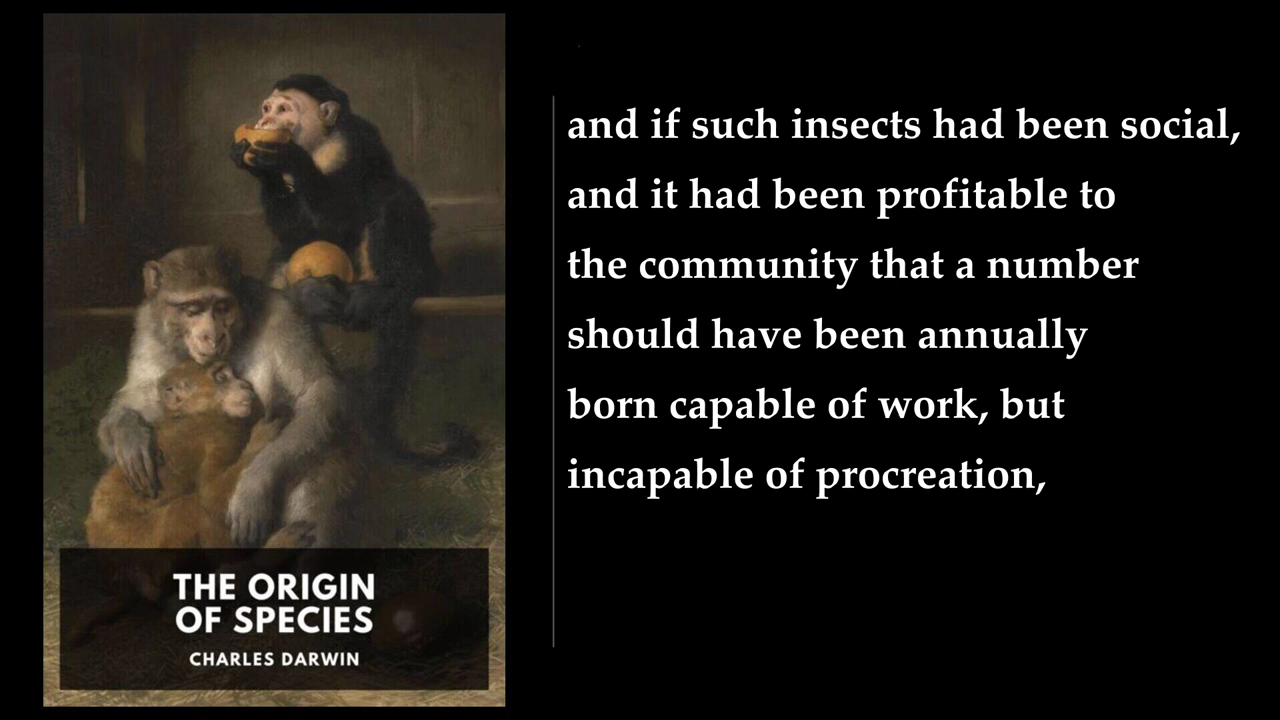 and if such insects had been social,
and it had been profitable to
the community that a number
should have been annually
born capable of work, but
incapable of procreation,
THE ORIGIN
OF SPECIES
CHARLES DARWIN